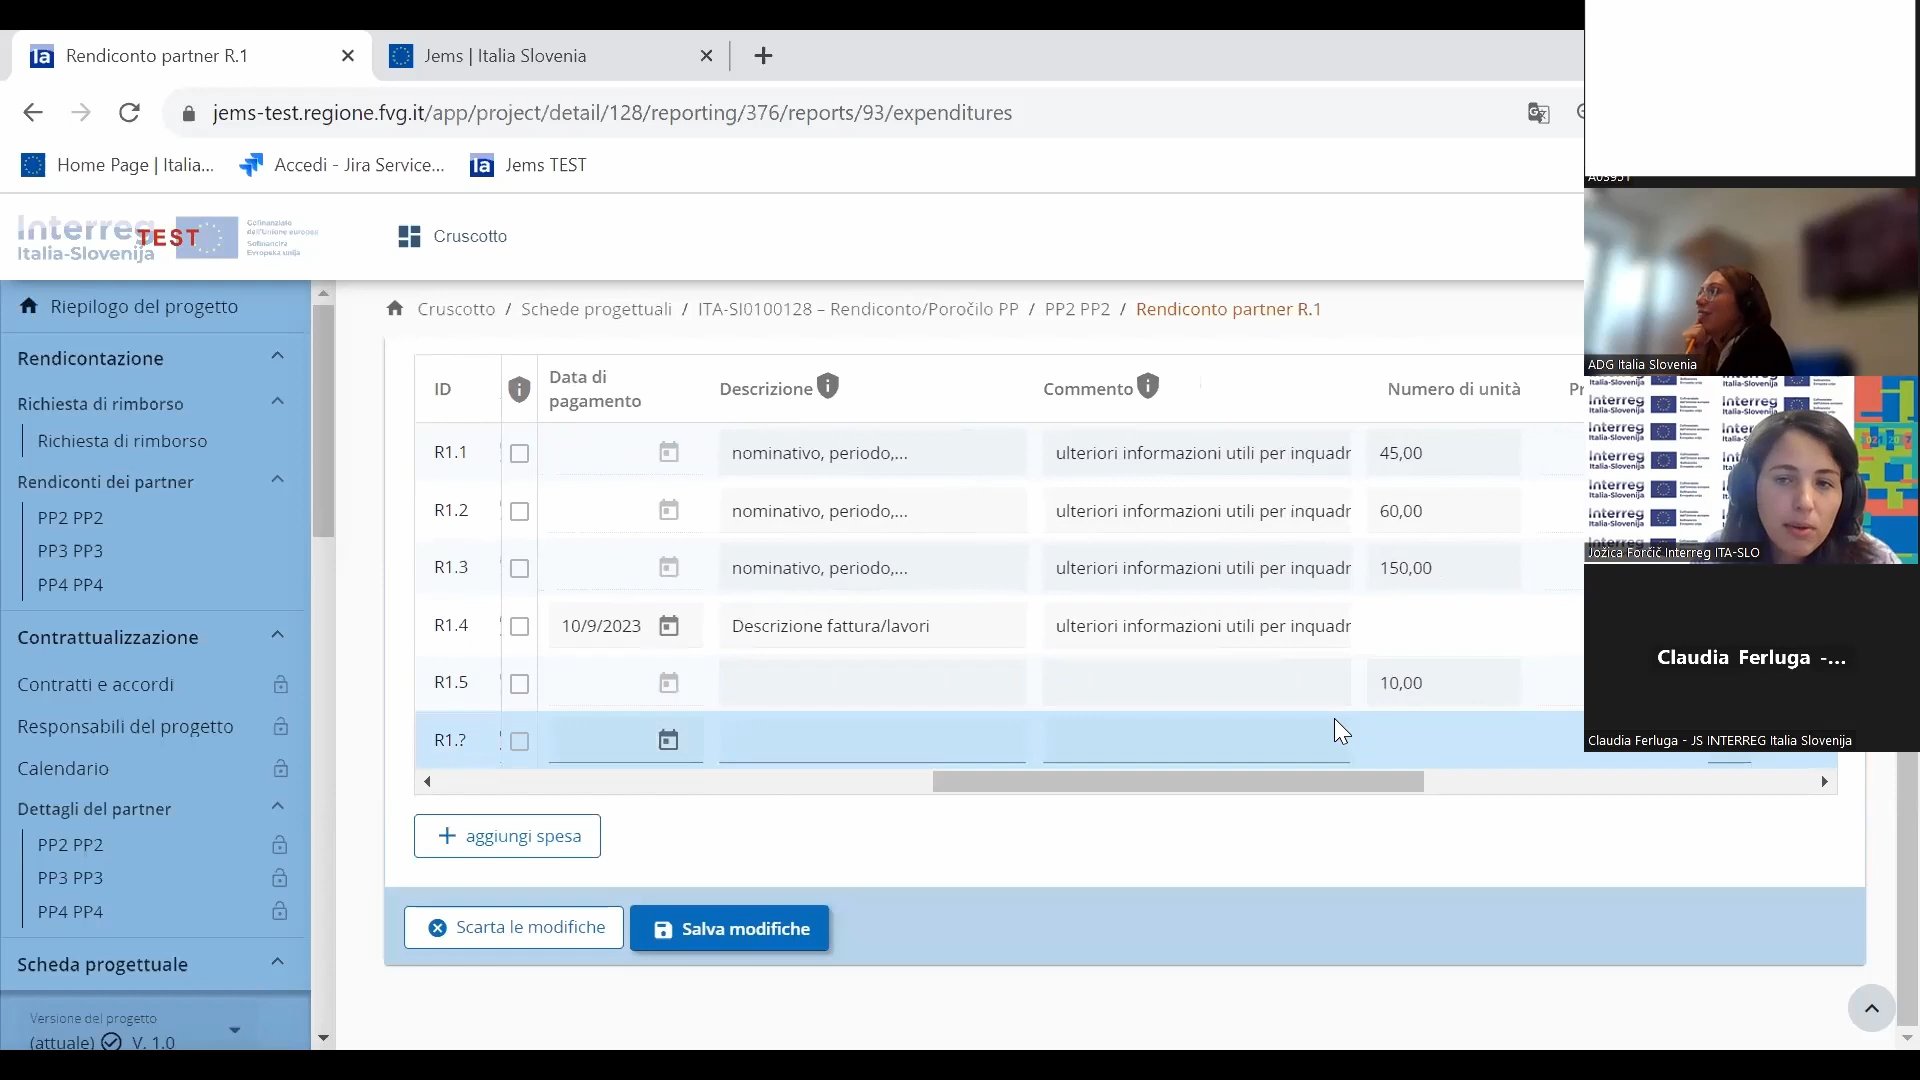 Rendiconto partner R.1
Jems | Italia Slovenia
jems-test.regione.fvg.it/app/project/detail/128/reporting/376/reports/93/expenditures
Home Page | Italia...
Accedi - Jira Service...
Jems TEST
Interreg
TEST
Italia-Slovenija
Cofinanziato
dall'Unione europea
Sofinancira
Evropska unija
Cruscotto
Riepilogo del progetto
Rendicontazione
Richiesta di rimborso
Richiesta di rimborso
Rendiconti dei partner
PP2 PP2
PP3 PP3
PP4 PP4
Contrattualizzazione
Contratti e accordi
Responsabili del progetto
Calendario
Dettagli del partner
PP2 PP2
PP3 PP3
PP4 PP4
Scheda progettuale
Versione del progetto
(attuale) V. 1.0
Cruscotto / Schede progettuali / ITA-SI0100128 – Rendiconto/Poročilo PP / PP2 PP2 / Rendiconto partner R.1
ID
Data di pagamento
Descrizione
Commento
Numero di unità
R1.1 nominativo, periodo,... ulteriori informazioni utili per inquadr 45,00
R1.2 nominativo, periodo,... ulteriori informazioni utili per inquadr 60,00
R1.3 nominativo, periodo,... ulteriori informazioni utili per inquadr 150,00
R1.4 10/9/2023 Descrizione fattura/lavori ulteriori informazioni utili per inquadr
R1.5 10,00
R1.?
+ aggiungi spesa
Scarta le modifiche
Salva modifiche
ADG Italia Slovenia
Jožica Forčič Interreg ITA-SLO
Claudia Ferluga -...
Claudia Ferluga - JS INTERREG Italia Slovenija